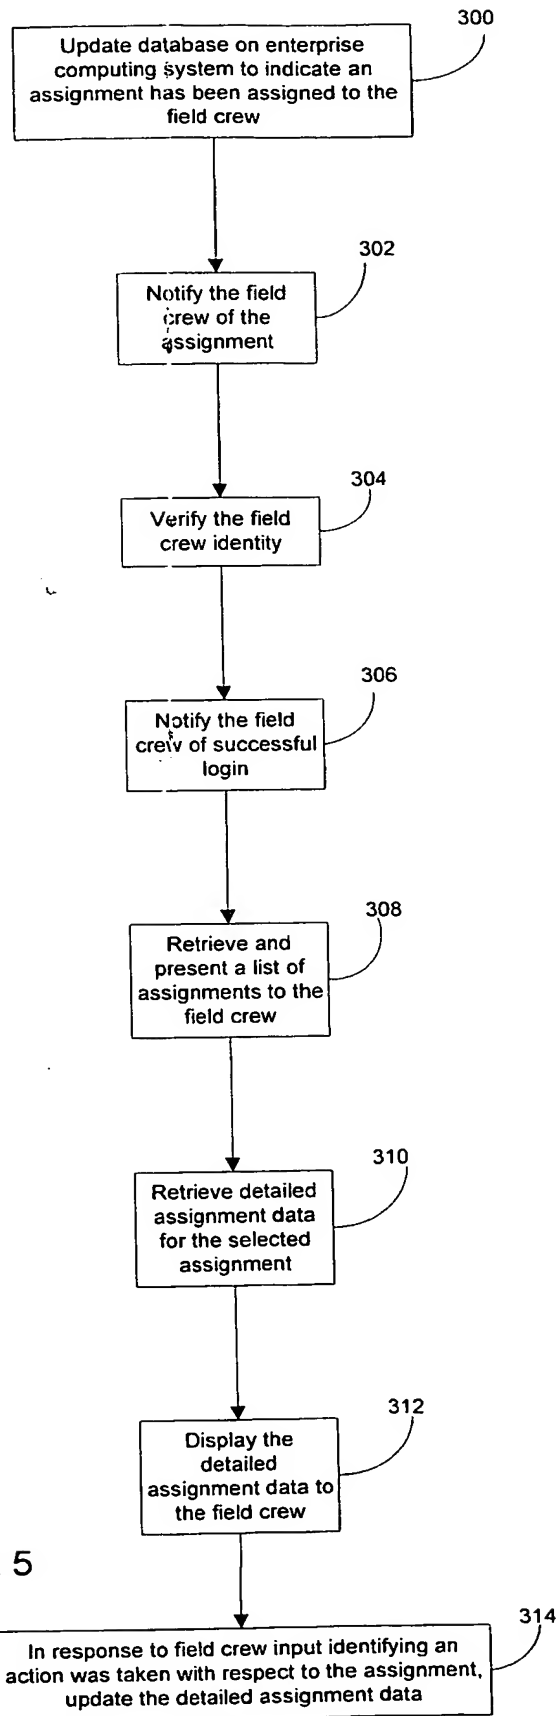 300
Update database on enterprise
computing system to indicate an
assignment has been assigned to the
field crew
302
Notify the field
crew of the
assignment
304
Verify the field
crew identity
306
Notify the field
crew of successful
login
308
Retrieve and
present a list of
assignments to the
field crew
310
Retrieve detailed
assignment data
for the selected
assignment
312
Display the
detailed
assignment data to
the field crew
5
314
In response to field crew input identifying an
action was taken with respect to the assignment,
update the detailed assignment data